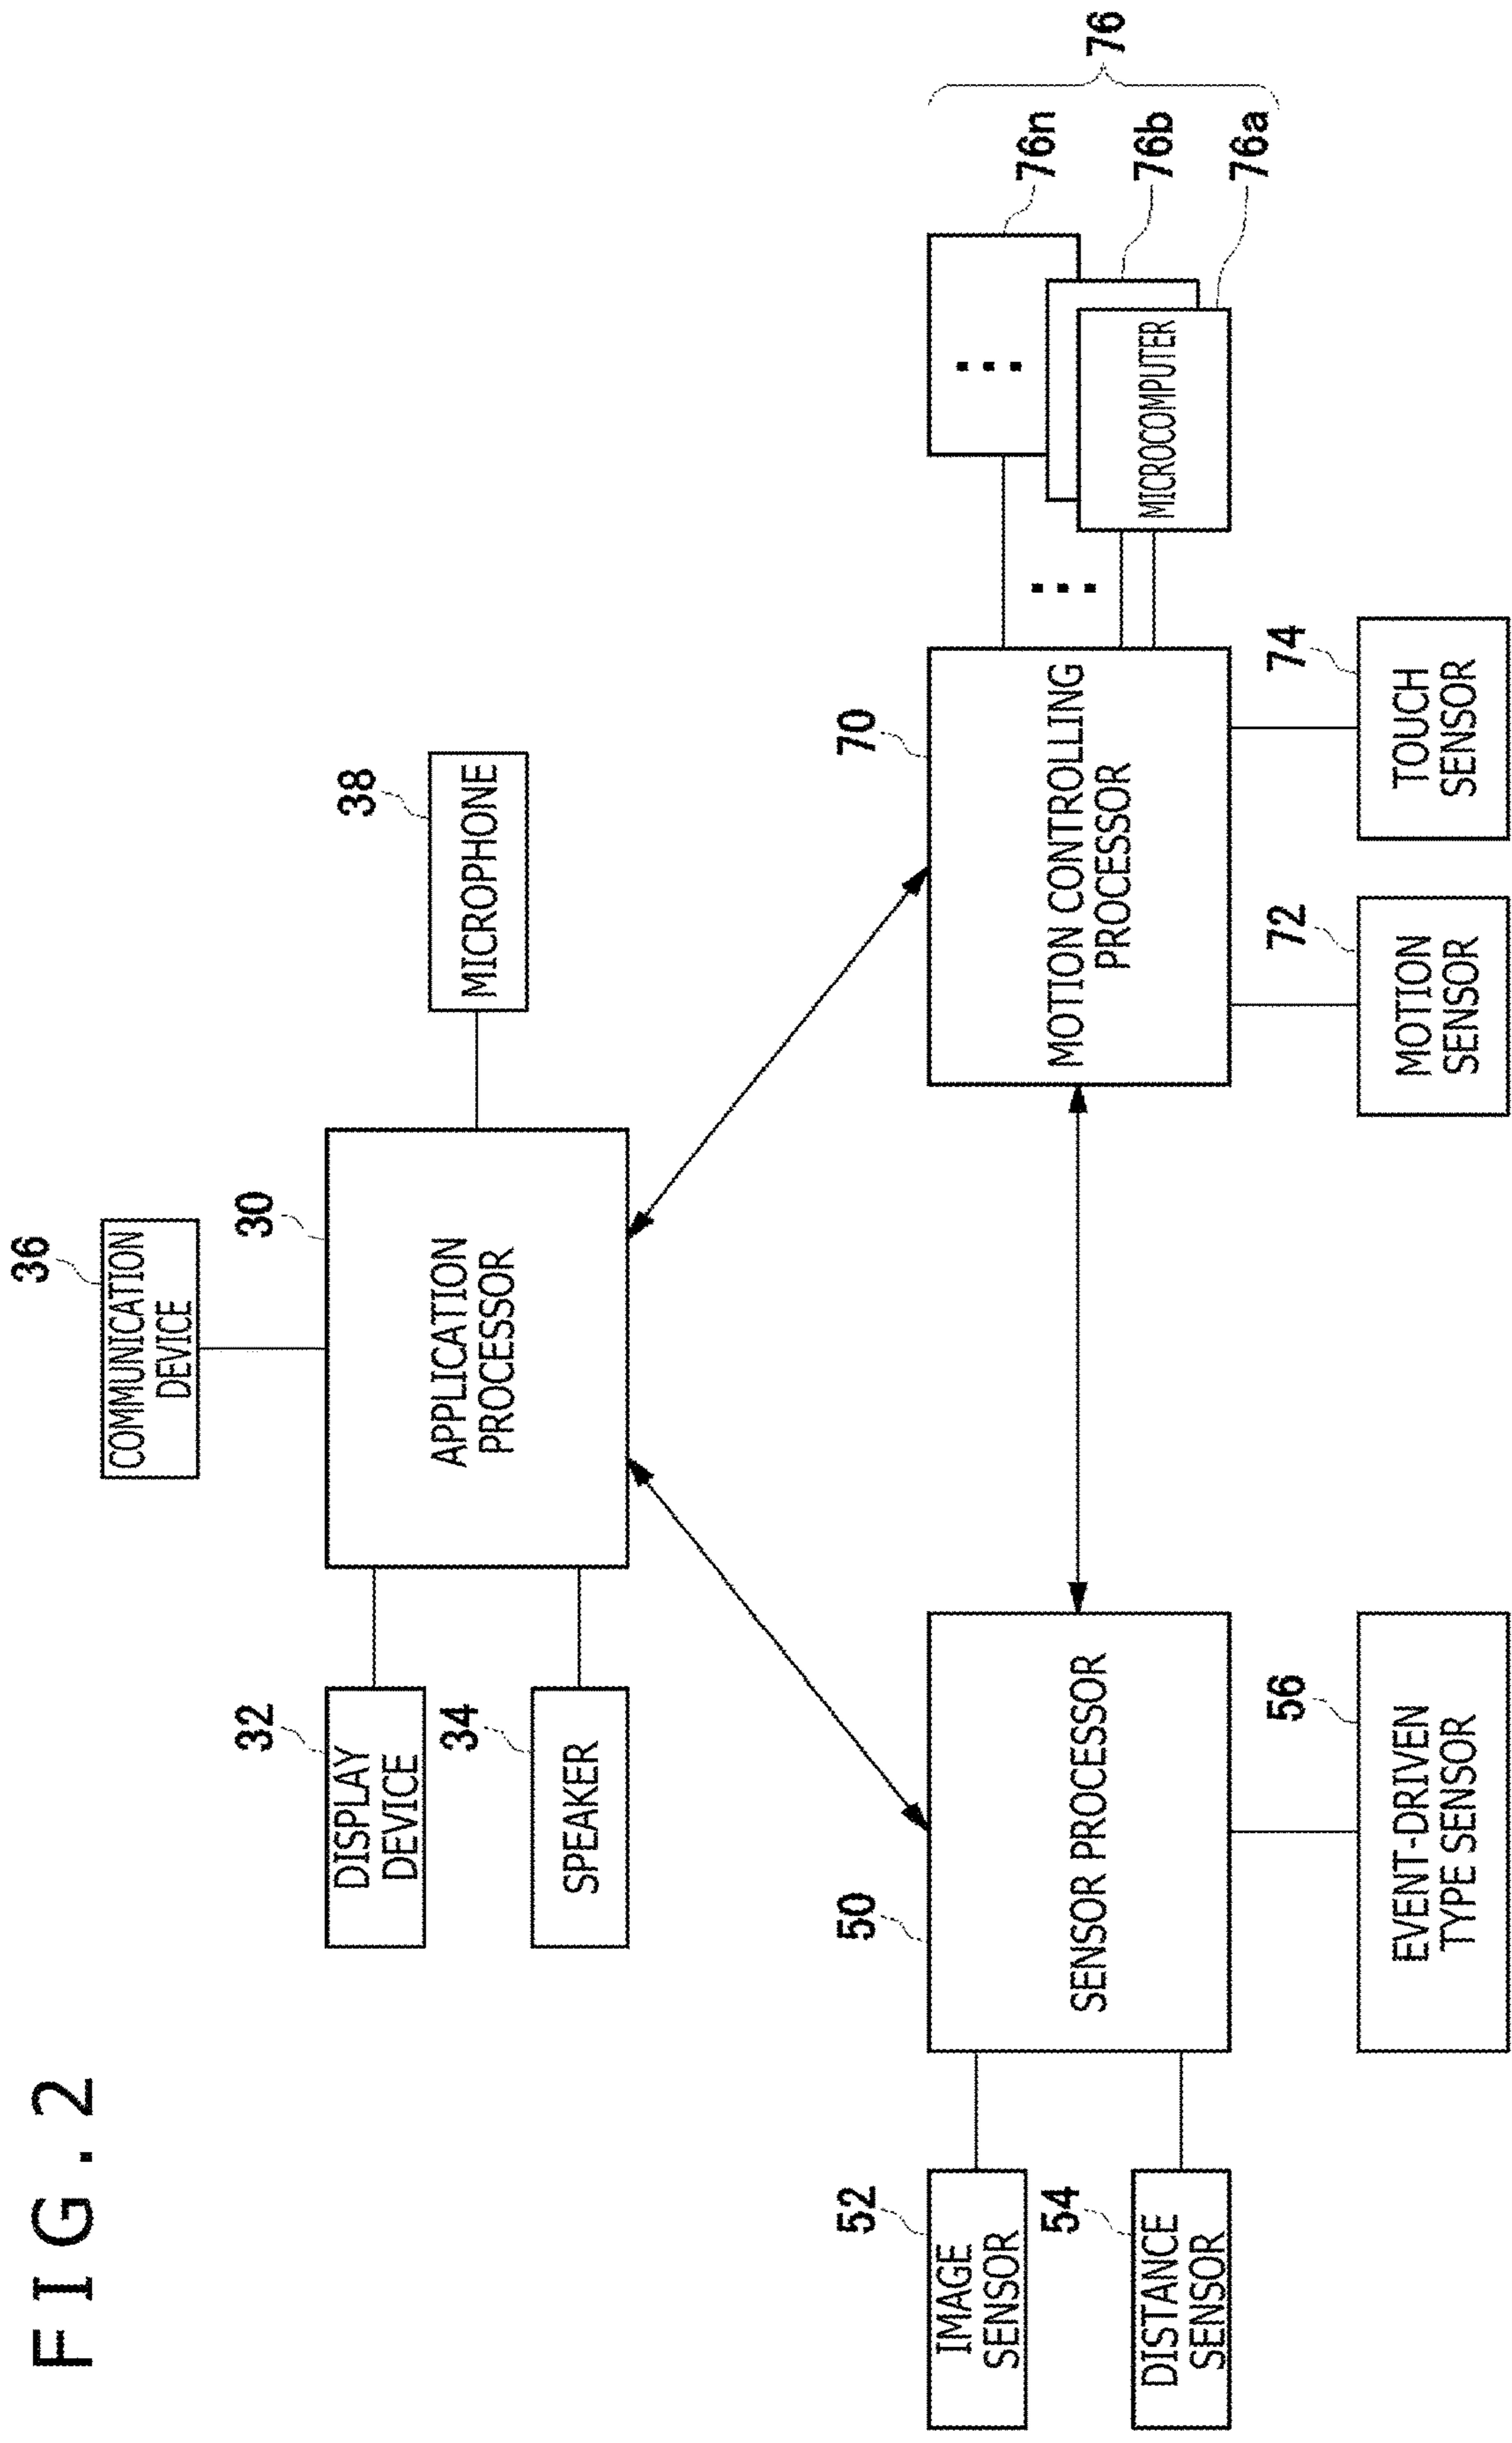 FIG. 2
36
COMMUNICATION
DEVICE
30
APPLICATION
PROCESSOR
32
DISPLAY
DEVICE
34
SPEAKER
38
MICROPHONE
50
SENSOR PROCESSOR
52
IMAGE
SENSOR
54
DISTANCE
SENSOR
56
EVENT-DRIVEN
TYPE SENSOR
70
MOTION CONTROLLING
PROCESSOR
72
MOTION
SENSOR
74
TOUCH
SENSOR
76n
76b
76a
76
MICROCOMPUTER